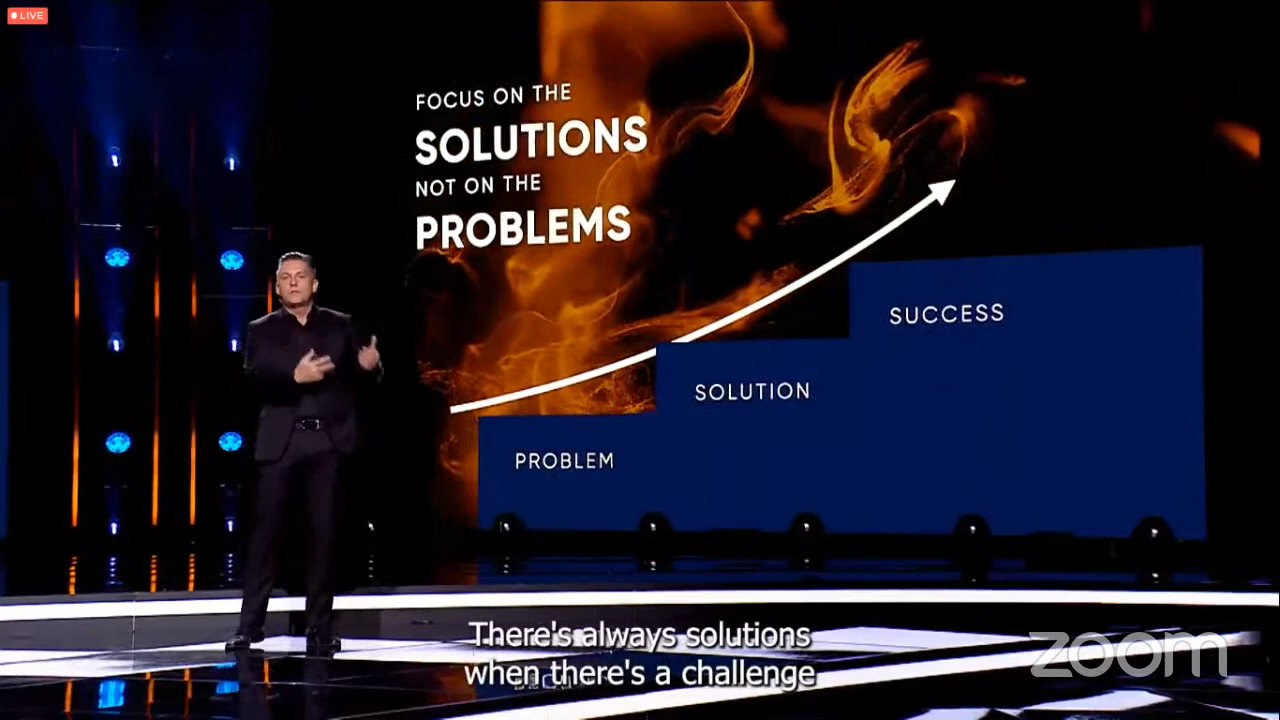 LIVE
FOCUS ON THE
SOLUTIONS
NOT ON THE
PROBLEMS
SUCCESS
SOLUTION
PROBLEM
There's always solutions
when there's a challenge
zoom